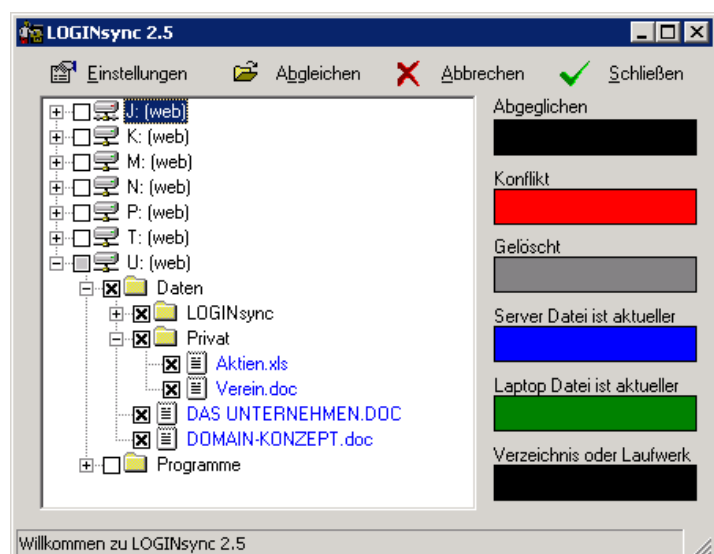 LOGINsync 2.5
Einstellungen Abgleichen Abbrechen Schließen
J: (web)
K: (web)
M: (web)
N: (web)
P: (web)
T: (web)
U: (web)
Daten
LOGINsync
Privat
Aktien.xls
Verein.doc
DAS UNTERNEHMEN.DOC
DOMAIN-KONZEPT.doc
Programme
Abgeglichen
Konflikt
Gelöscht
Server Datei ist aktueller
Laptop Datei ist aktueller
Verzeichnis oder Laufwerk
Willkommen zu LOGINsync 2.5